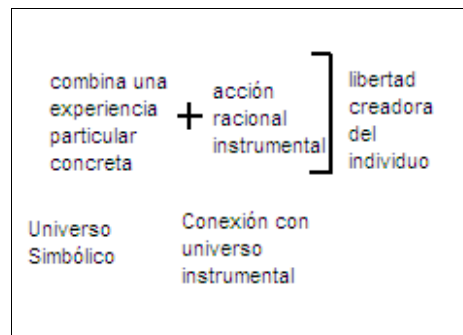 combina una
experiencia
particular
concreta
+
acción
racional
instrumental
libertad
creadora
del
individuo
Universo
Simbólico
Conexión con
universo
instrumental